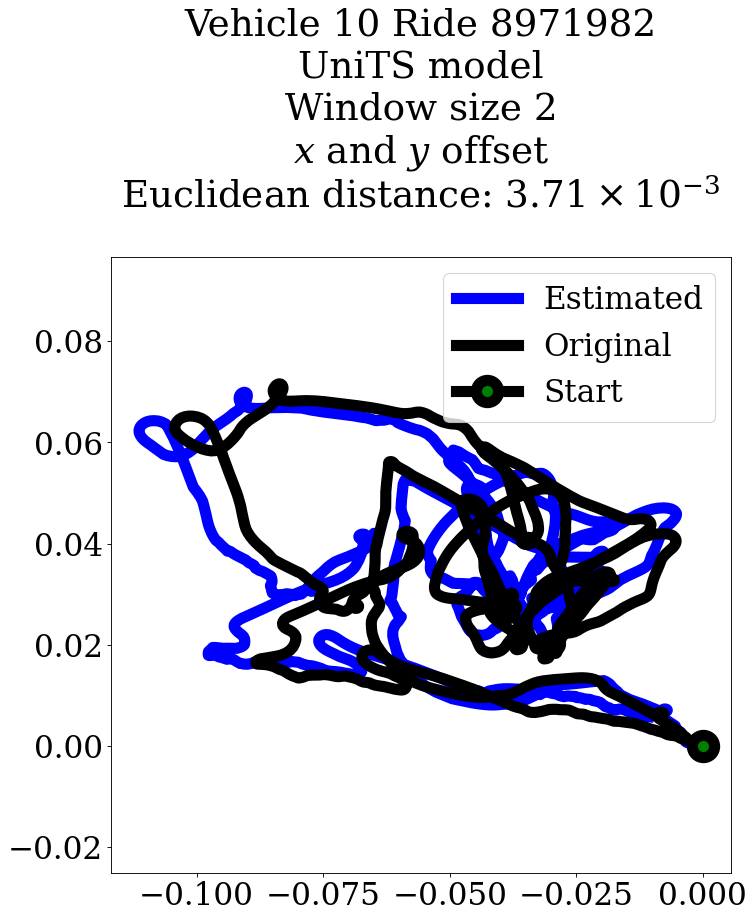 Vehicle 10 Ride 8971982
UniTS model
Window size 2
x and y offset
Euclidean distance: 3.71 × 10⁻³
Estimated
Original
Start
0.08
0.06
0.04
0.02
0.00
−0.02
−0.100 −0.075 −0.050 −0.025 0.000